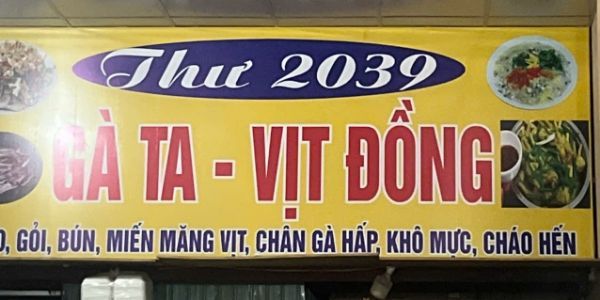 Thư 2039
GÀ TA - VỊT ĐỒNG
GỎI, BÚN, MIẾN MĂNG VỊT, CHÂN GÀ HẤP, KHÔ MỰC, CHÁO HẾN